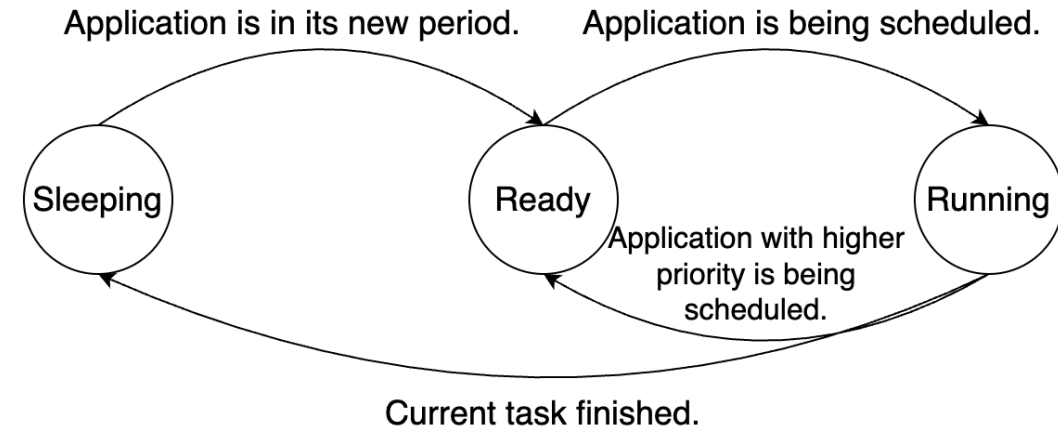 Application is in its new period.
Application is being scheduled.
Sleeping
Ready
Running
Application with higher
priority is being
scheduled.
Current task finished.